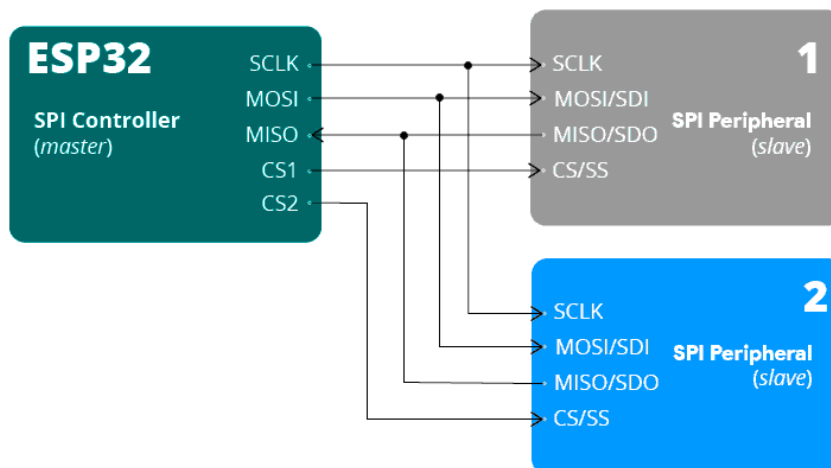 ESP32
SPI Controller
(master)
SCLK
MOSI
MISO
CS1
CS2
1
SCLK
MOSI/SDI
MISO/SDO
CS/SS
SPI Peripheral
(slave)
2
SCLK
MOSI/SDI
MISO/SDO
CS/SS
SPI Peripheral
(slave)